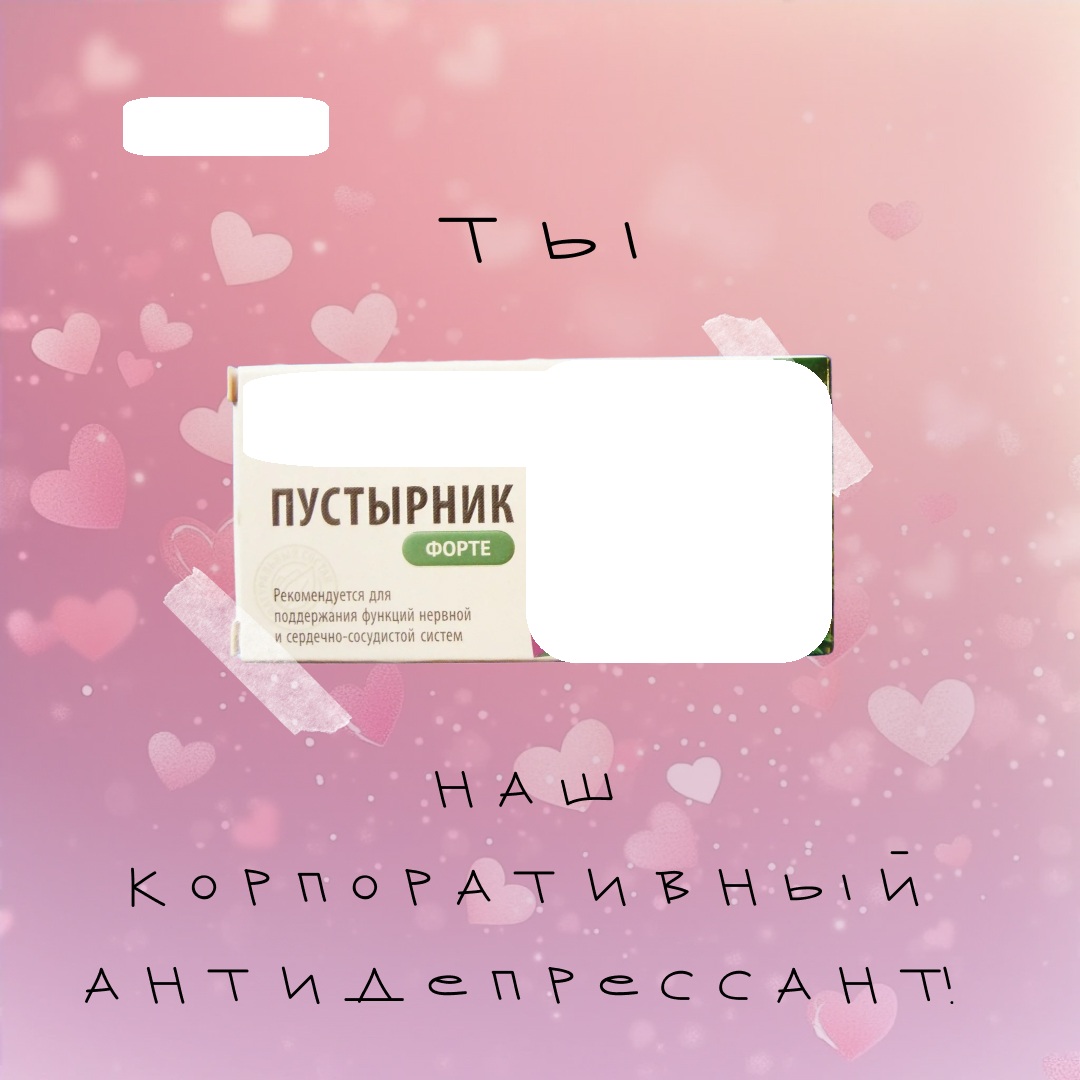 ТЫ
ПУСТЫРНИК
ФОРТЕ
Рекомендуется для
поддержания функций нервной
и сердечно-сосудистой систем
НАШ
КОРПОРАТИВНЫЙ
АНТИДеПРеССАНТ!